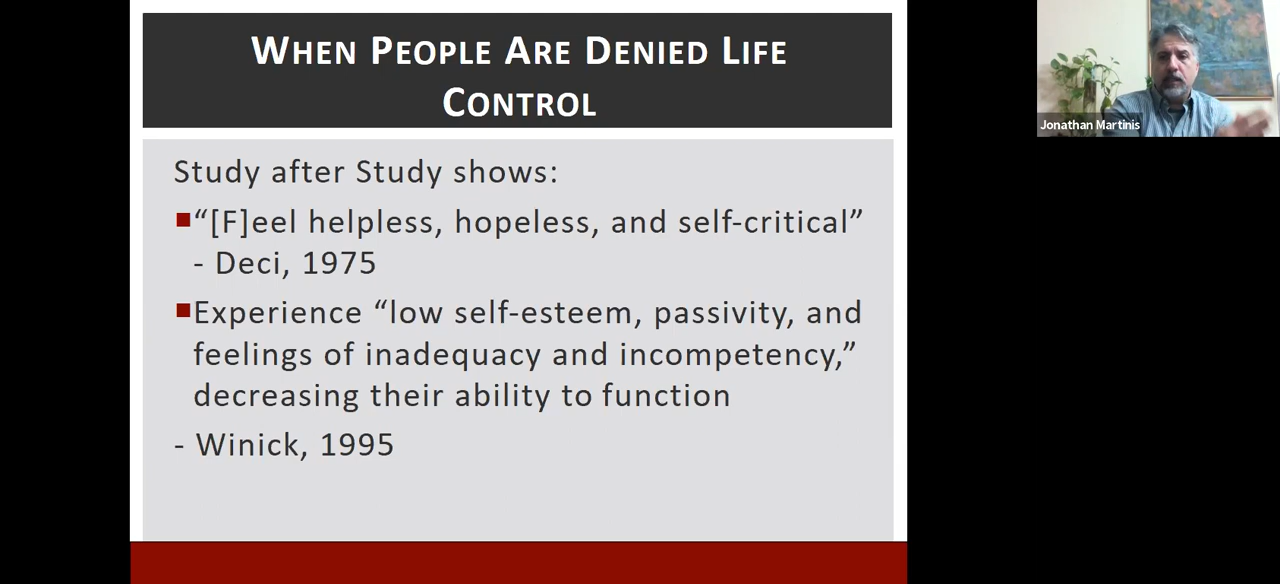 WHEN PEOPLE ARE DENIED LIFE
CONTROL
Study after Study shows:
“[F]eel helpless, hopeless, and self-critical”
- Deci, 1975
Experience “low self-esteem, passivity, and
feelings of inadequacy and incompetency,”
decreasing their ability to function
- Winick, 1995
Jonathan Martinis